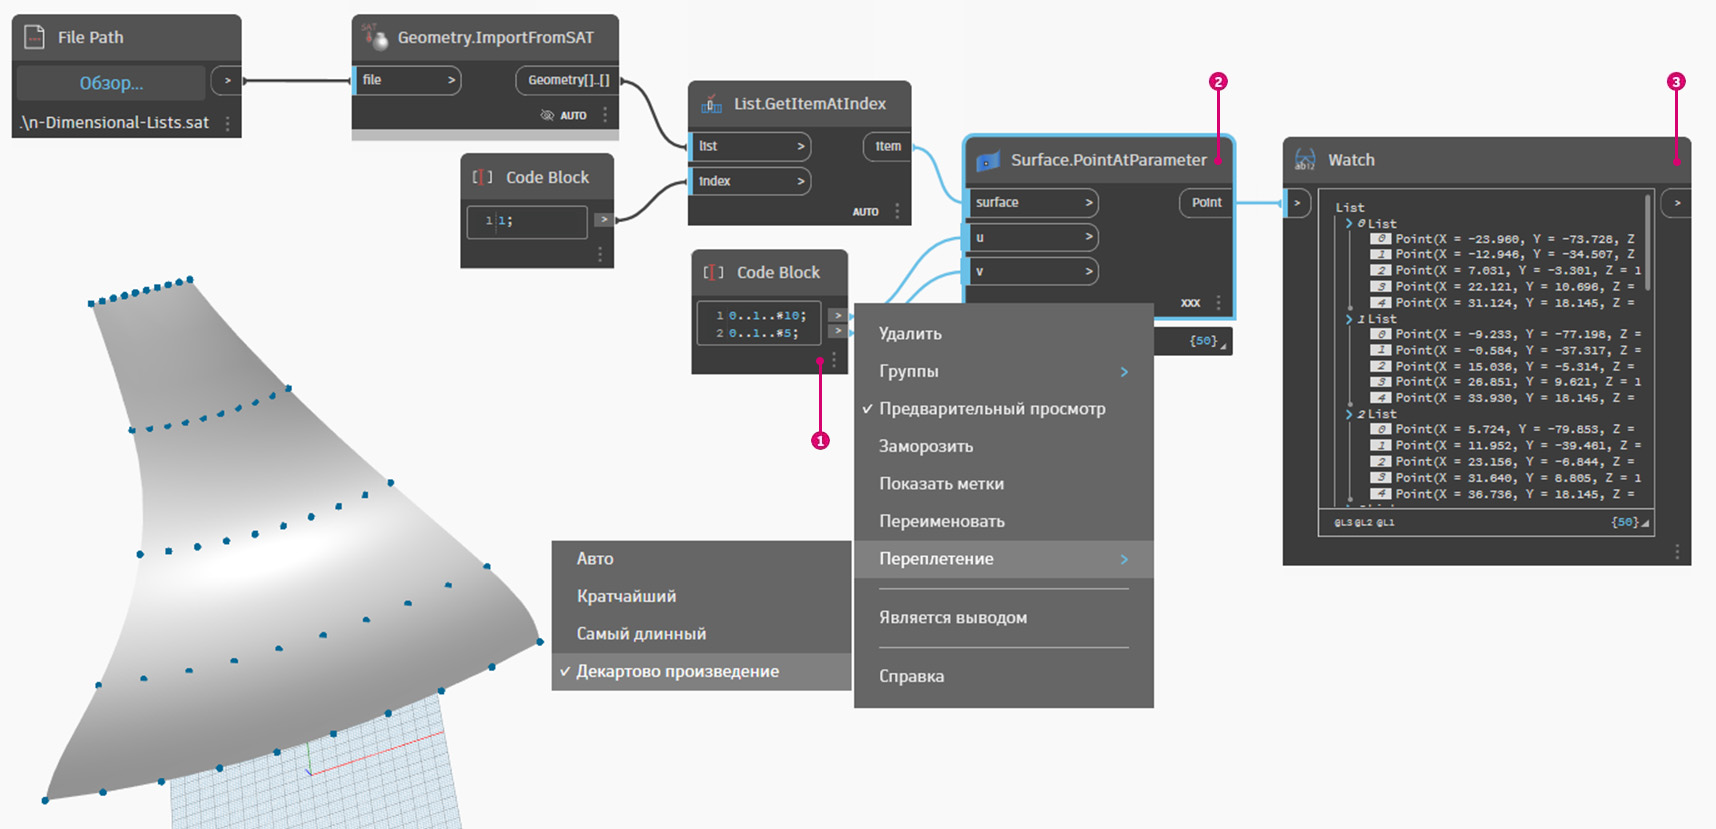 File Path
Обзор...
>
.\n-Dimensional-Lists.sat
SAT
Geometry.ImportFromSAT
file >
Geometry[]..[]
AUTO
Code Block
1 1;
>
List.GetItemAtIndex
list >
item
index >
AUTO
Code Block
1 0..1..#10; >
2 0..1..#5; >
1
2
Surface.PointAtParameter
surface >
Point
u >
v >
XXX
{50}
3
Watch
>
>
List
0 List
0 Point(X = -23.960, Y = -73.728, Z
1 Point(X = -12.946, Y = -34.507, Z
2 Point(X = 7.031, Y = -3.301, Z = 1
3 Point(X = 22.121, Y = 10.696, Z =
4 Point(X = 31.124, Y = 18.145, Z =
1 List
0 Point(X = -9.233, Y = -77.198, Z =
1 Point(X = -0.584, Y = -37.317, Z =
2 Point(X = 15.036, Y = -5.314, Z =
3 Point(X = 26.851, Y = 9.621, Z = 1
4 Point(X = 33.930, Y = 18.145, Z =
2 List
0 Point(X = 5.724, Y = -79.853, Z =
1 Point(X = 11.952, Y = -39.461, Z =
2 Point(X = 23.156, Y = -6.844, Z =
3 Point(X = 31.640, Y = 8.805, Z = 1
4 Point(X = 36.736, Y = 18.145, Z =
@L3 @L2 @L1
{50}
Удалить
Группы >
✓ Предварительный просмотр
Заморозить
Показать метки
Переименовать
Переплетение >
Является выводом
Справка
Авто
Кратчайший
Самый длинный
✓ Декартово произведение